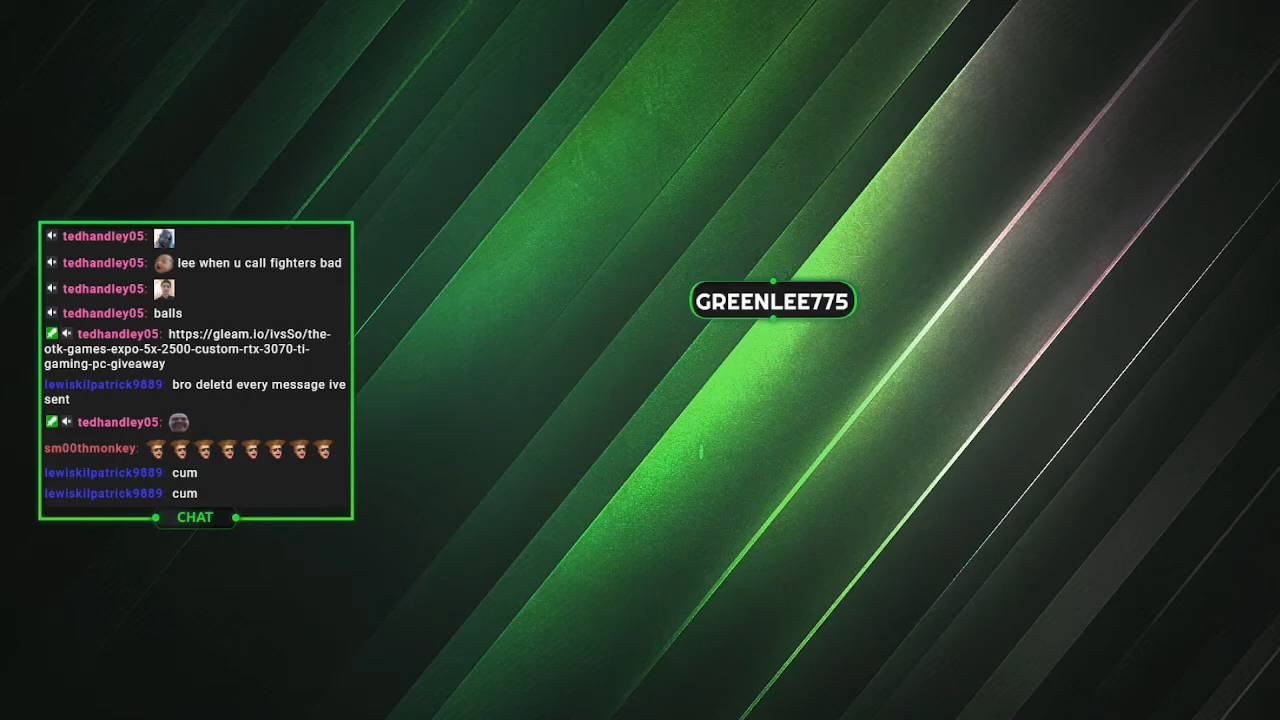 tedhandley05:
tedhandley05: lee when u call fighters bad
tedhandley05:
tedhandley05: balls
tedhandley05: https://gleam.io/ivsSo/the-
otk-games-expo-5x-2500-custom-rtx-3070-ti-
gaming-pc-giveaway
lewiskilpatrick9889: bro deletd every message ive
sent
tedhandley05:
sm00thmonkey:
lewiskilpatrick9889: cum
lewiskilpatrick9889: cum
CHAT
GREENLEE775